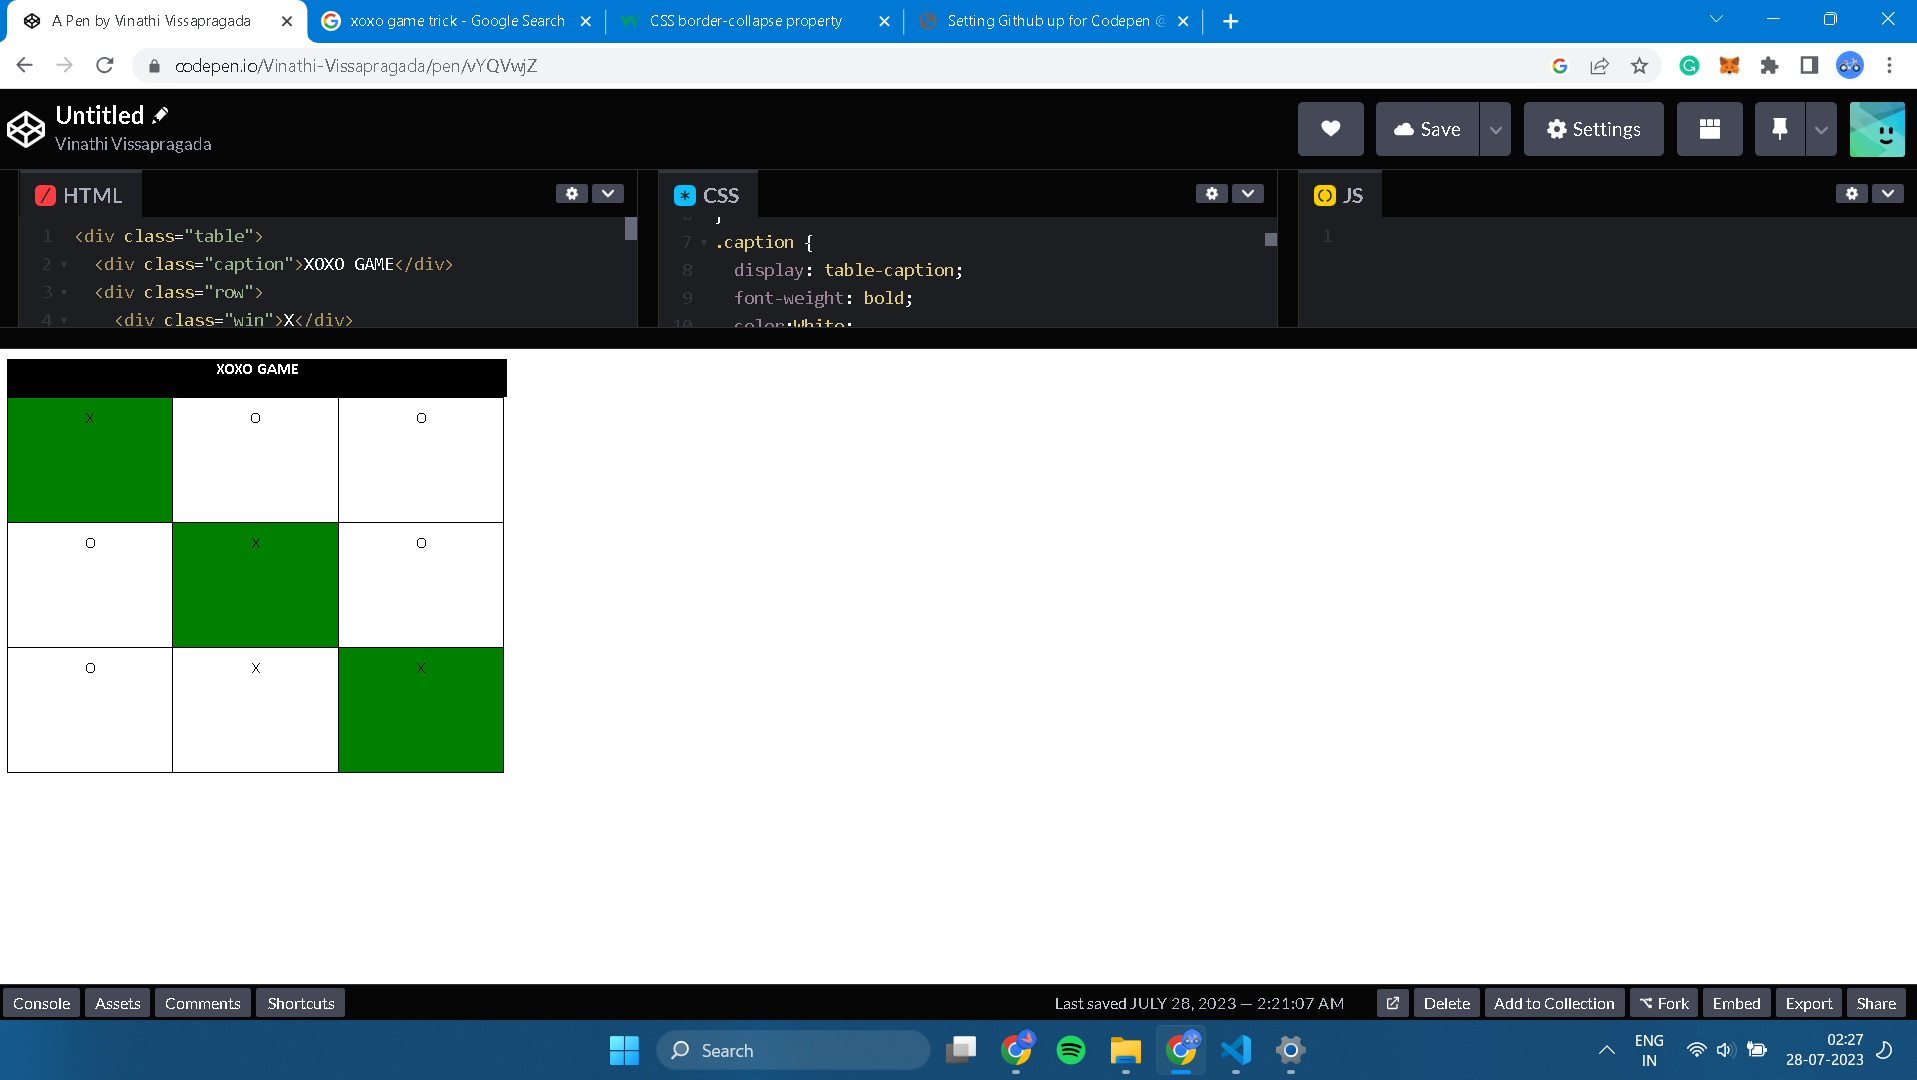 A Pen by Vinathi Vissapragada
xoxo game trick - Google Search
CSS border-collapse property
Setting Github up for Codepen @
codepen.io/Vinathi-Vissapragada/pen/vYQVwjZ
Untitled
Vinathi Vissapragada
Save
Settings
HTML
CSS
JS
1 <div class="table">
2 <div class="caption">XOXO GAME</div>
3 <div class="row">
4 <div class="win">X</div>
6 }
7 .caption {
8 display: table-caption;
9 font-weight: bold;
10 color:White;
1
XOXO GAME
X O O
O X O
O X X
Console Assets Comments Shortcuts
Last saved JULY 28, 2023 — 2:21:07 AM
Delete Add to Collection Fork Embed Export Share
Search
ENG
IN
02:27
28-07-2023